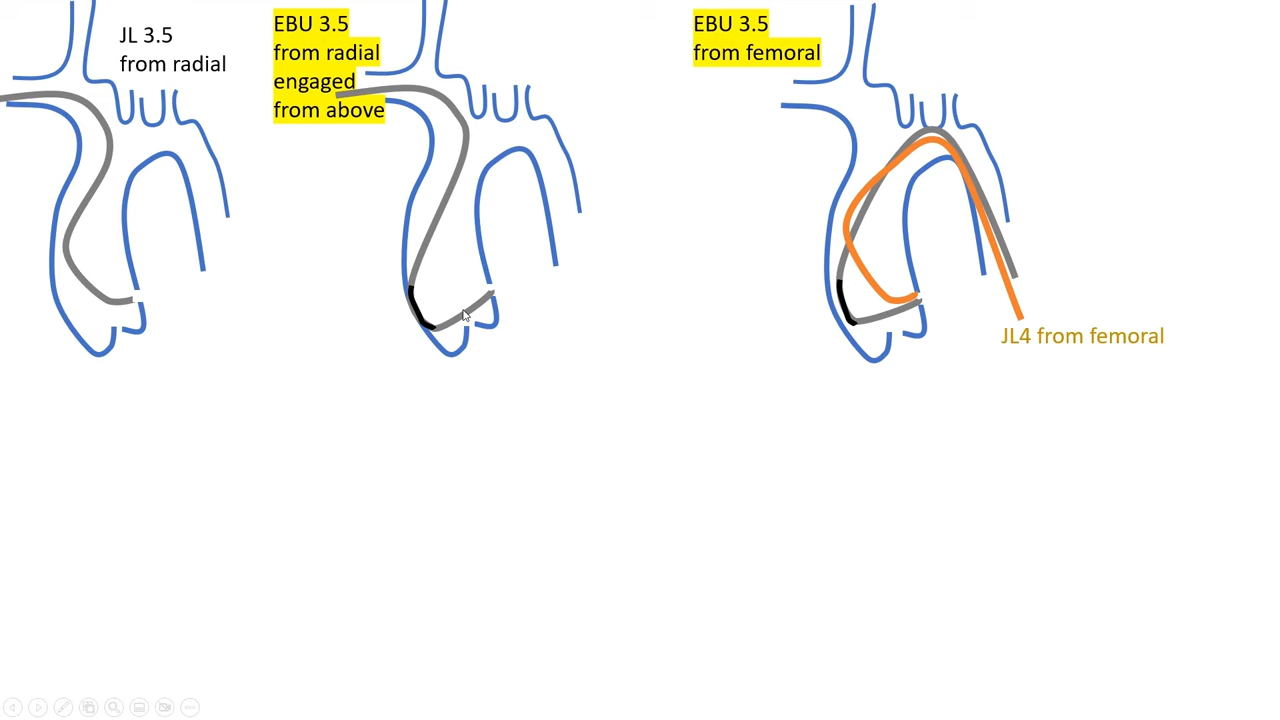 JL 3.5
from radial
EBU 3.5
from radial
engaged
from above
EBU 3.5
from femoral
JL4 from femoral